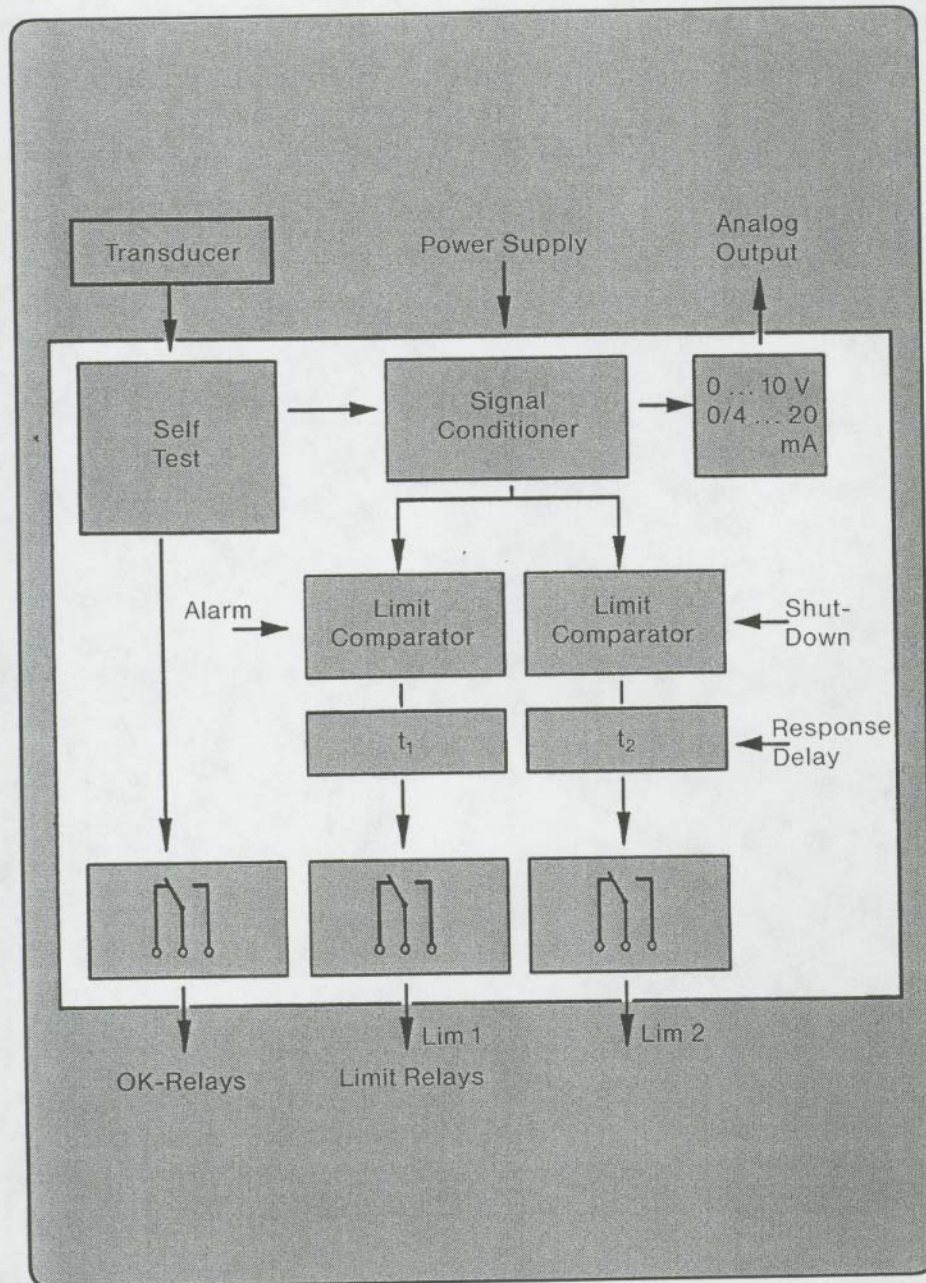 Transducer
Power Supply
Analog
Output
Self
Test
Signal
Conditioner
0 ... 10 V
0/4 ... 20
mA
Alarm
Limit
Comparator
Limit
Comparator
Shut-
Down
t₁
t₂
Response
Delay
Lim 1
Lim 2
OK-Relays
Limit Relays